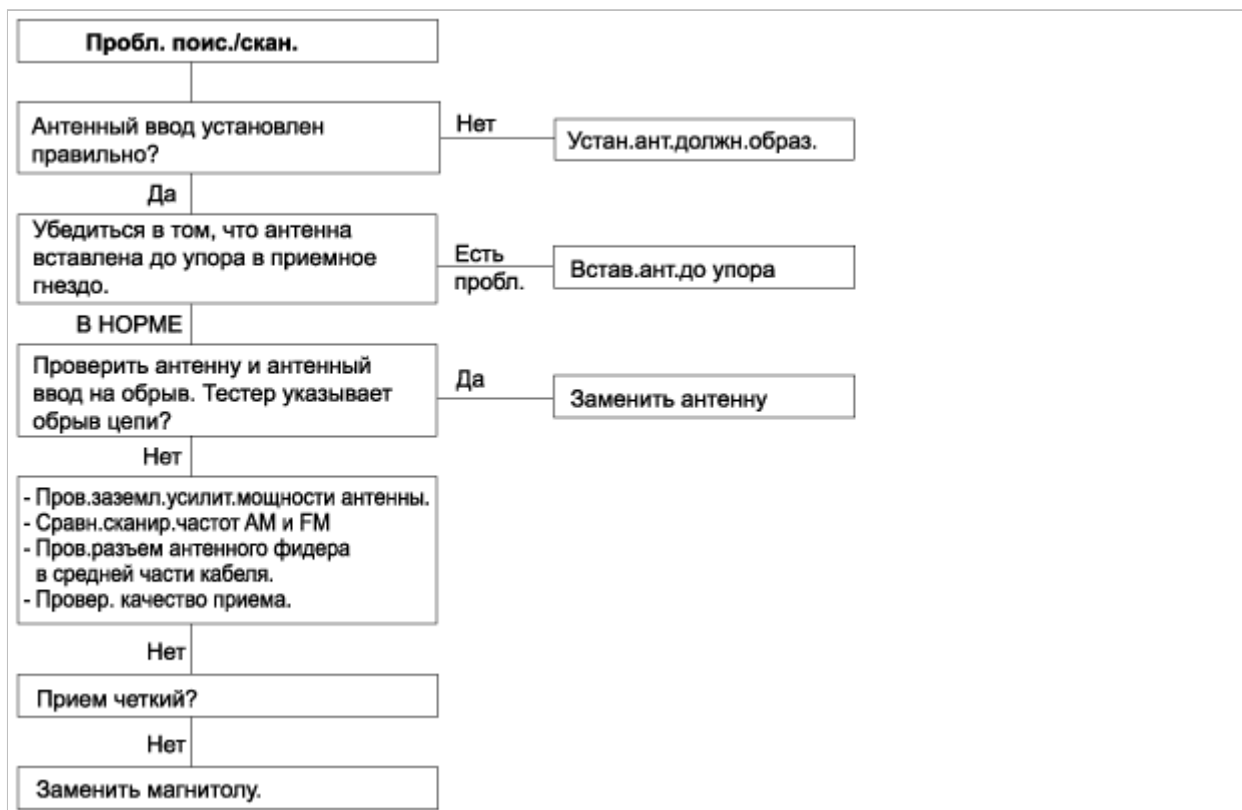 Пробл. поис./скан.
Антенный ввод установлен
правильно?
Нет
Устан.ант.должн.образ.
Да
Убедиться в том, что антенна
вставлена до упора в приемное
гнездо.
Есть
пробл.
Встав.ант.до упора
В НОРМЕ
Проверить антенну и антенный
ввод на обрыв. Тестер указывает
обрыв цепи?
Да
Заменить антенну
Нет
- Пров.заземл.усилит.мощности антенны.
- Сравн.сканир.частот АМ и FM
- Пров.разъем антенного фидера
в средней части кабеля.
- Провер. качество приема.
Нет
Прием четкий?
Нет
Заменить магнитолу.